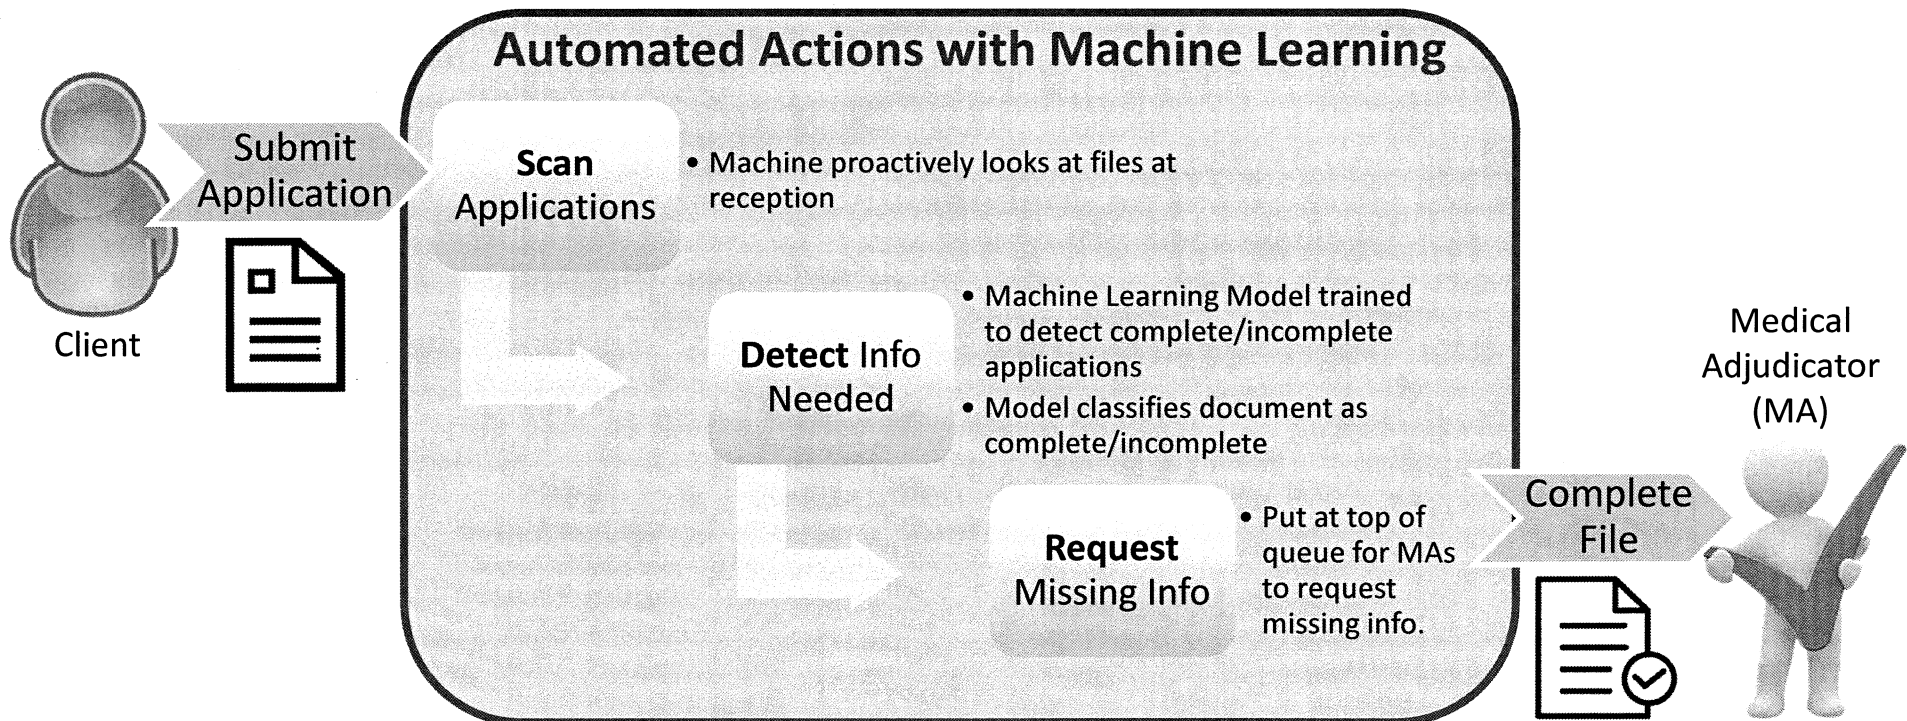 Automated Actions with Machine Learning
Submit
Application
Client
Scan
Applications
• Machine proactively looks at files at
reception
Detect Info
Needed
• Machine Learning Model trained
to detect complete/incomplete
applications
• Model classifies document as
complete/incomplete
Request
Missing Info
• Put at top of
queue for MAs
to request
missing info.
Complete
File
Medical
Adjudicator
(MA)